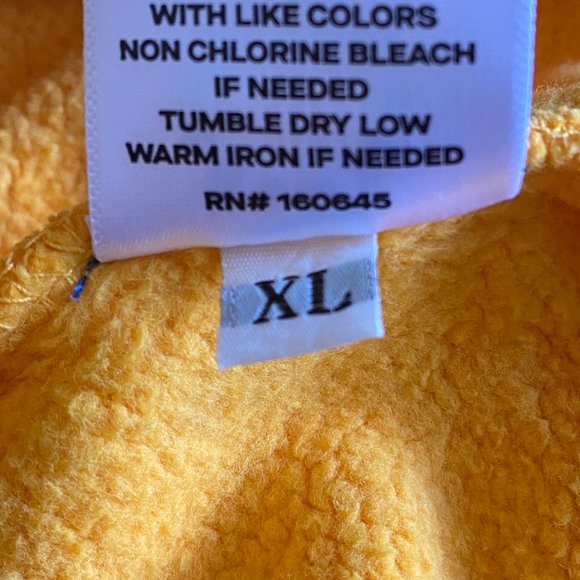 WITH LIKE COLORS
NON CHLORINE BLEACH
IF NEEDED
TUMBLE DRY LOW
WARM IRON IF NEEDED
RN# 160645
XL